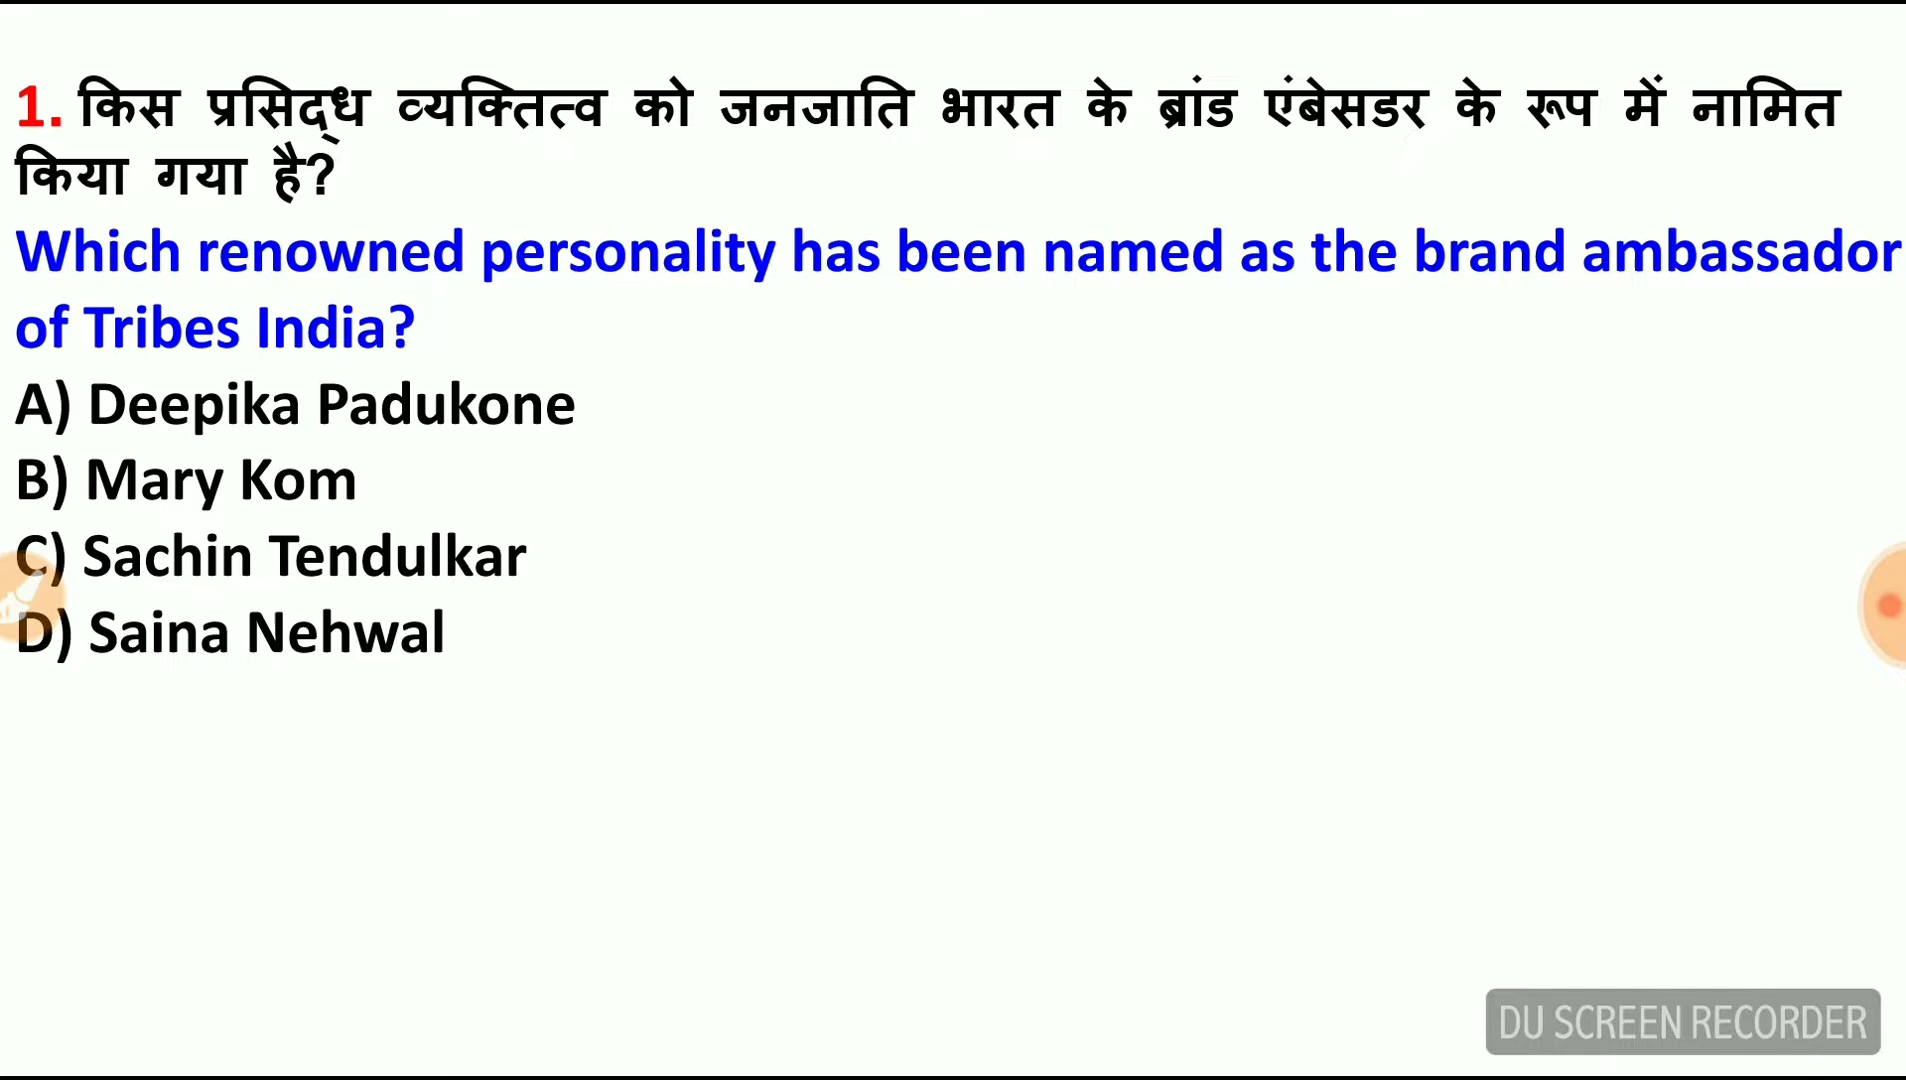 1. किस प्रसिद्ध व्यक्तित्व को जनजाति भारत के ब्रांड एंबेसडर के रूप में नामित
किया गया है?
Which renowned personality has been named as the brand ambassador
of Tribes India?
A) Deepika Padukone
B) Mary Kom
C) Sachin Tendulkar
D) Saina Nehwal
DU SCREEN RECORDER